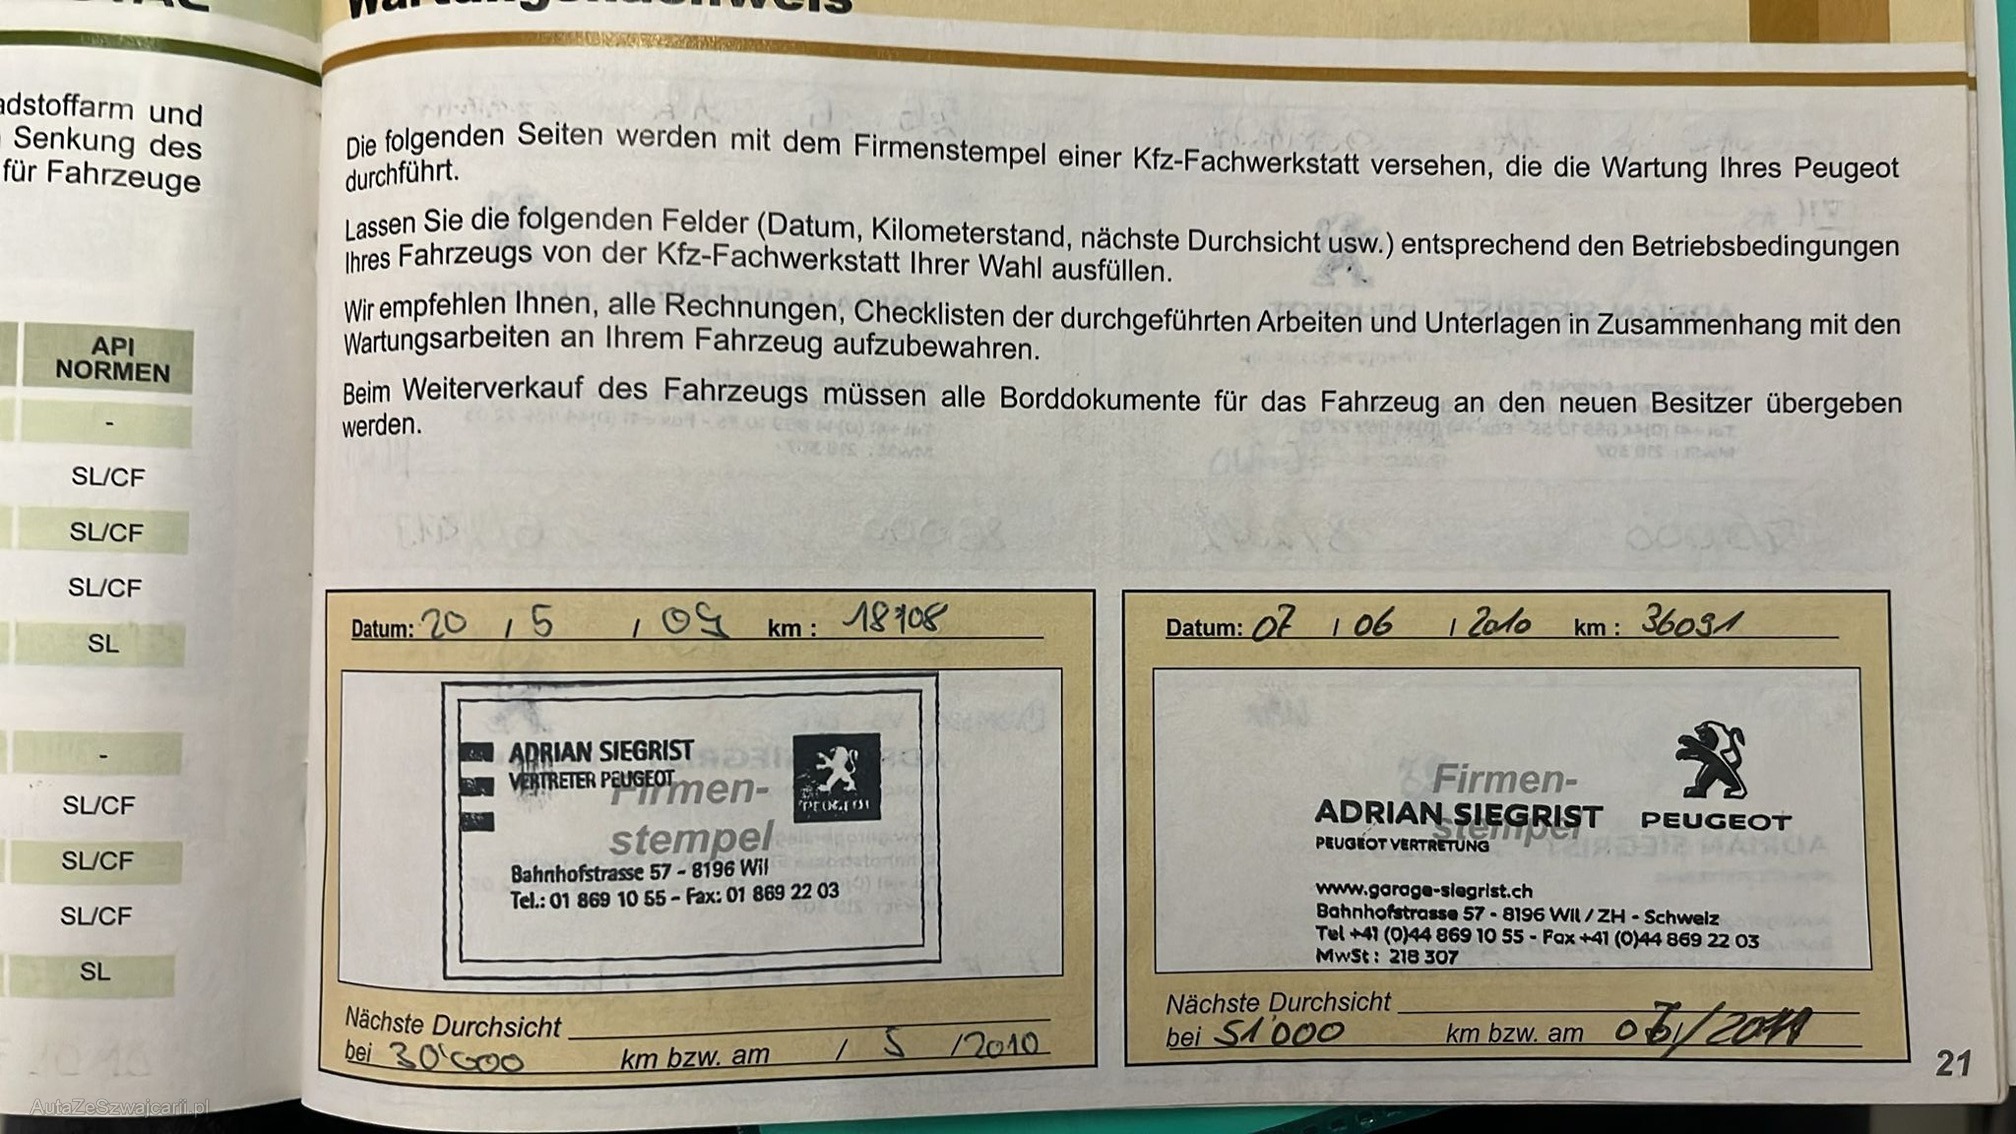 Wartungsnachweis
adstoffarm und
Senkung des
für Fahrzeuge
API
NORMEN
-
SL/CF
SL/CF
SL/CF
SL
-
SL/CF
SL/CF
SL/CF
SL
Die folgenden Seiten werden mit dem Firmenstempel einer Kfz-Fachwerkstatt versehen, die die Wartung Ihres Peugeot
durchführt.
Lassen Sie die folgenden Felder (Datum, Kilometerstand, nächste Durchsicht usw.) entsprechend den Betriebsbedingungen
Ihres Fahrzeugs von der Kfz-Fachwerkstatt Ihrer Wahl ausfüllen.
Wir empfehlen Ihnen, alle Rechnungen, Checklisten der durchgeführten Arbeiten und Unterlagen in Zusammenhang mit den
Wartungsarbeiten an Ihrem Fahrzeug aufzubewahren.
Beim Weiterverkauf des Fahrzeugs müssen alle Borddokumente für das Fahrzeug an den neuen Besitzer übergeben
werden.
Datum: 20 / 5 / 09 km : 18708
ADRIAN SIEGRIST
VERTRETER PEUGEOT
PEUGEOT
Firmen-
stempel
Bahnhofstrasse 57 - 8196 Wil
Tel.: 01 869 10 55 - Fax: 01 869 22 03
Nächste Durchsicht
bei 30'000 km bzw. am / 5 /2010
Datum: 07 / 06 / 2010 km : 36091
Firmen-
stempel
ADRIAN SIEGRIST PEUGEOT
PEUGEOT VERTRETUNG
www.garage-siegrist.ch
Bahnhofstrasse 57 - 8196 Wil / ZH - Schweiz
Tel +41 (0)44 869 10 55 - Fax +41 (0)44 869 22 03
MwSt : 218 307
Nächste Durchsicht
bei 51'000 km bzw. am 06/2011
21
AutaZeSzwajcarii.pl